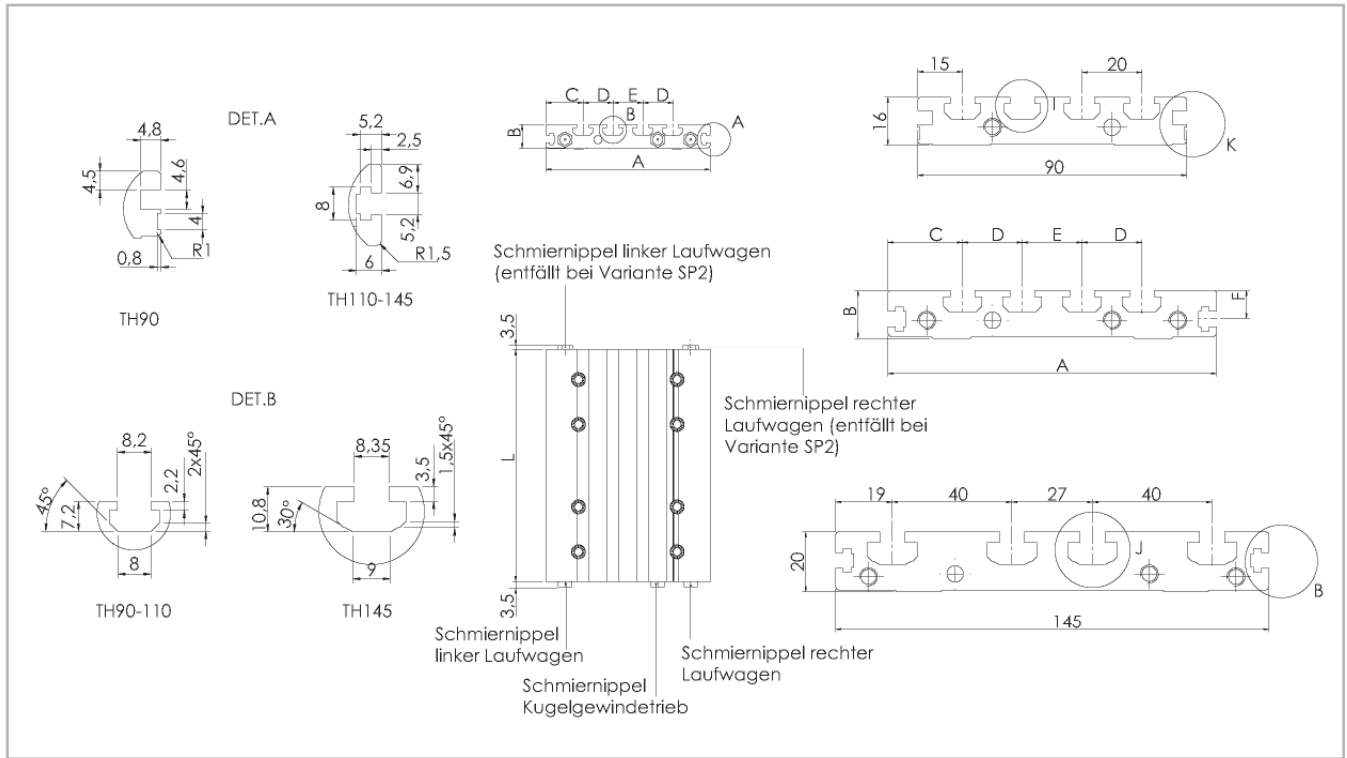 DET.A
4,8
4,5
4,6
4
R1
0,8
TH90
5,2
2,5
6,9
8
5,2
R1,5
6
TH110-145
C
D
E
D
B
B
A
A
15
20
16
I
K
90
C
D
E
D
B
F
A
Schmiernippel linker Laufwagen
(entfällt bei Variante SP2)
3,5
L
3,5
Schmiernippel rechter
Laufwagen (entfällt bei
Variante SP2)
DET.B
8,2
2,2
2x45°
45°
7,2
8
TH90-110
8,35
3,5
1,5x45°
10,8
30°
9
TH145
19
40
27
40
20
J
B
145
Schmiernippel
linker Laufwagen
Schmiernippel
Kugelgewindetrieb
Schmiernippel rechter
Laufwagen